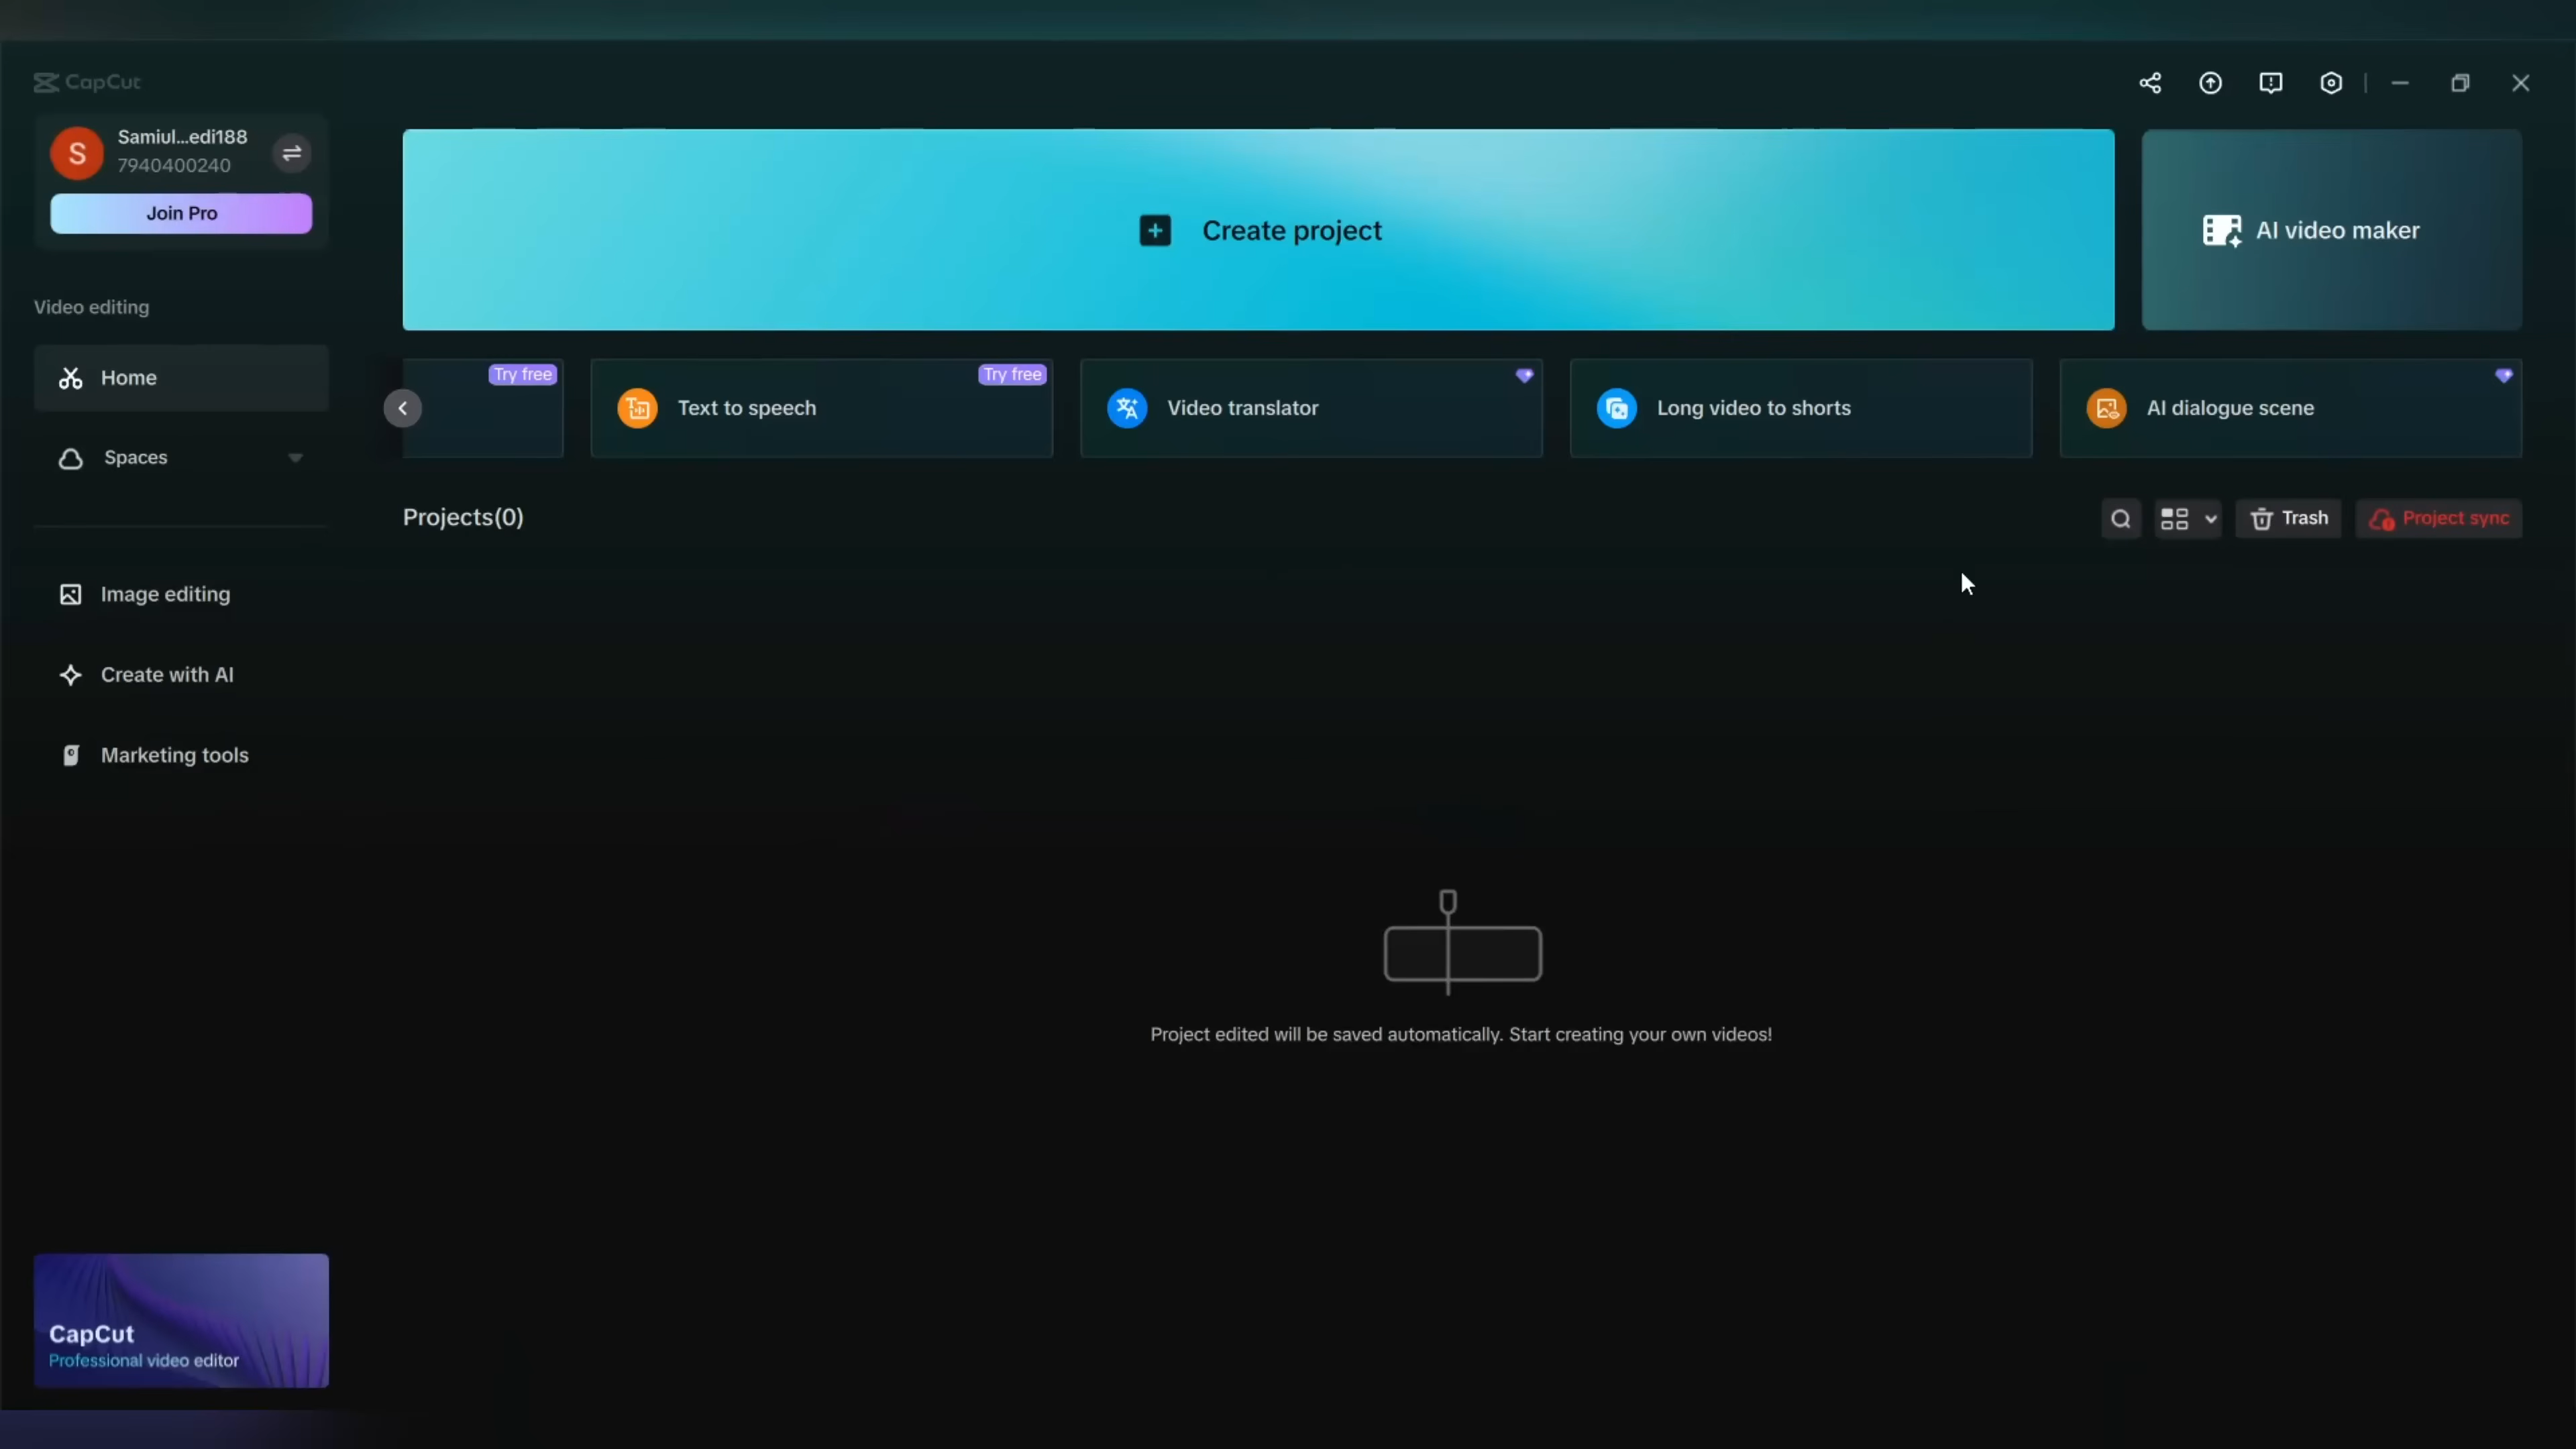 CapCut
Samiul...edi188
7940400240
Join Pro
Create project
AI video maker
Video editing
Home
Spaces
Try free
Text to speech
Try free
Video translator
Long video to shorts
AI dialogue scene
Projects(0)
Trash
Project sync
Image editing
Create with AI
Marketing tools
Project edited will be saved automatically. Start creating your own videos!
CapCut
Professional video editor